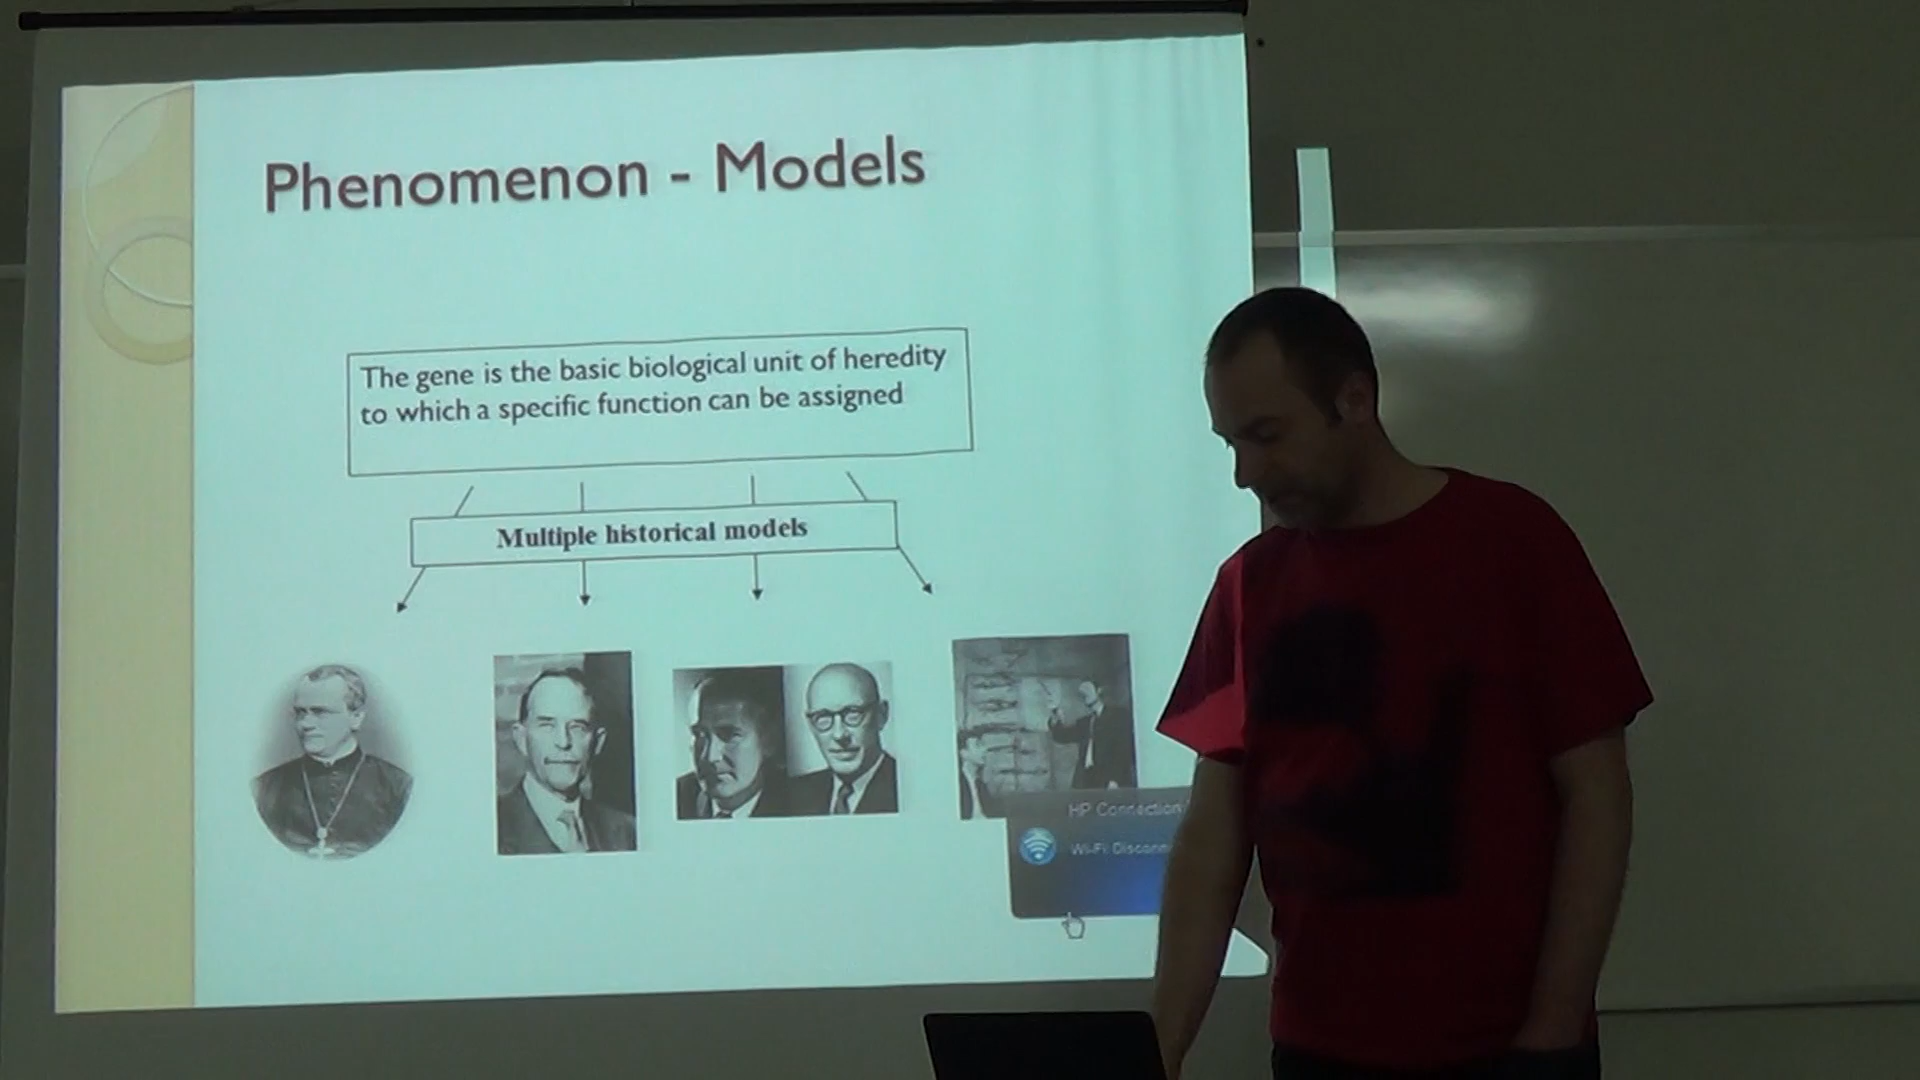 Phenomenon - Models
The gene is the basic biological unit of heredity
to which a specific function can be assigned
Multiple historical models
HP Connection
Wi-Fi